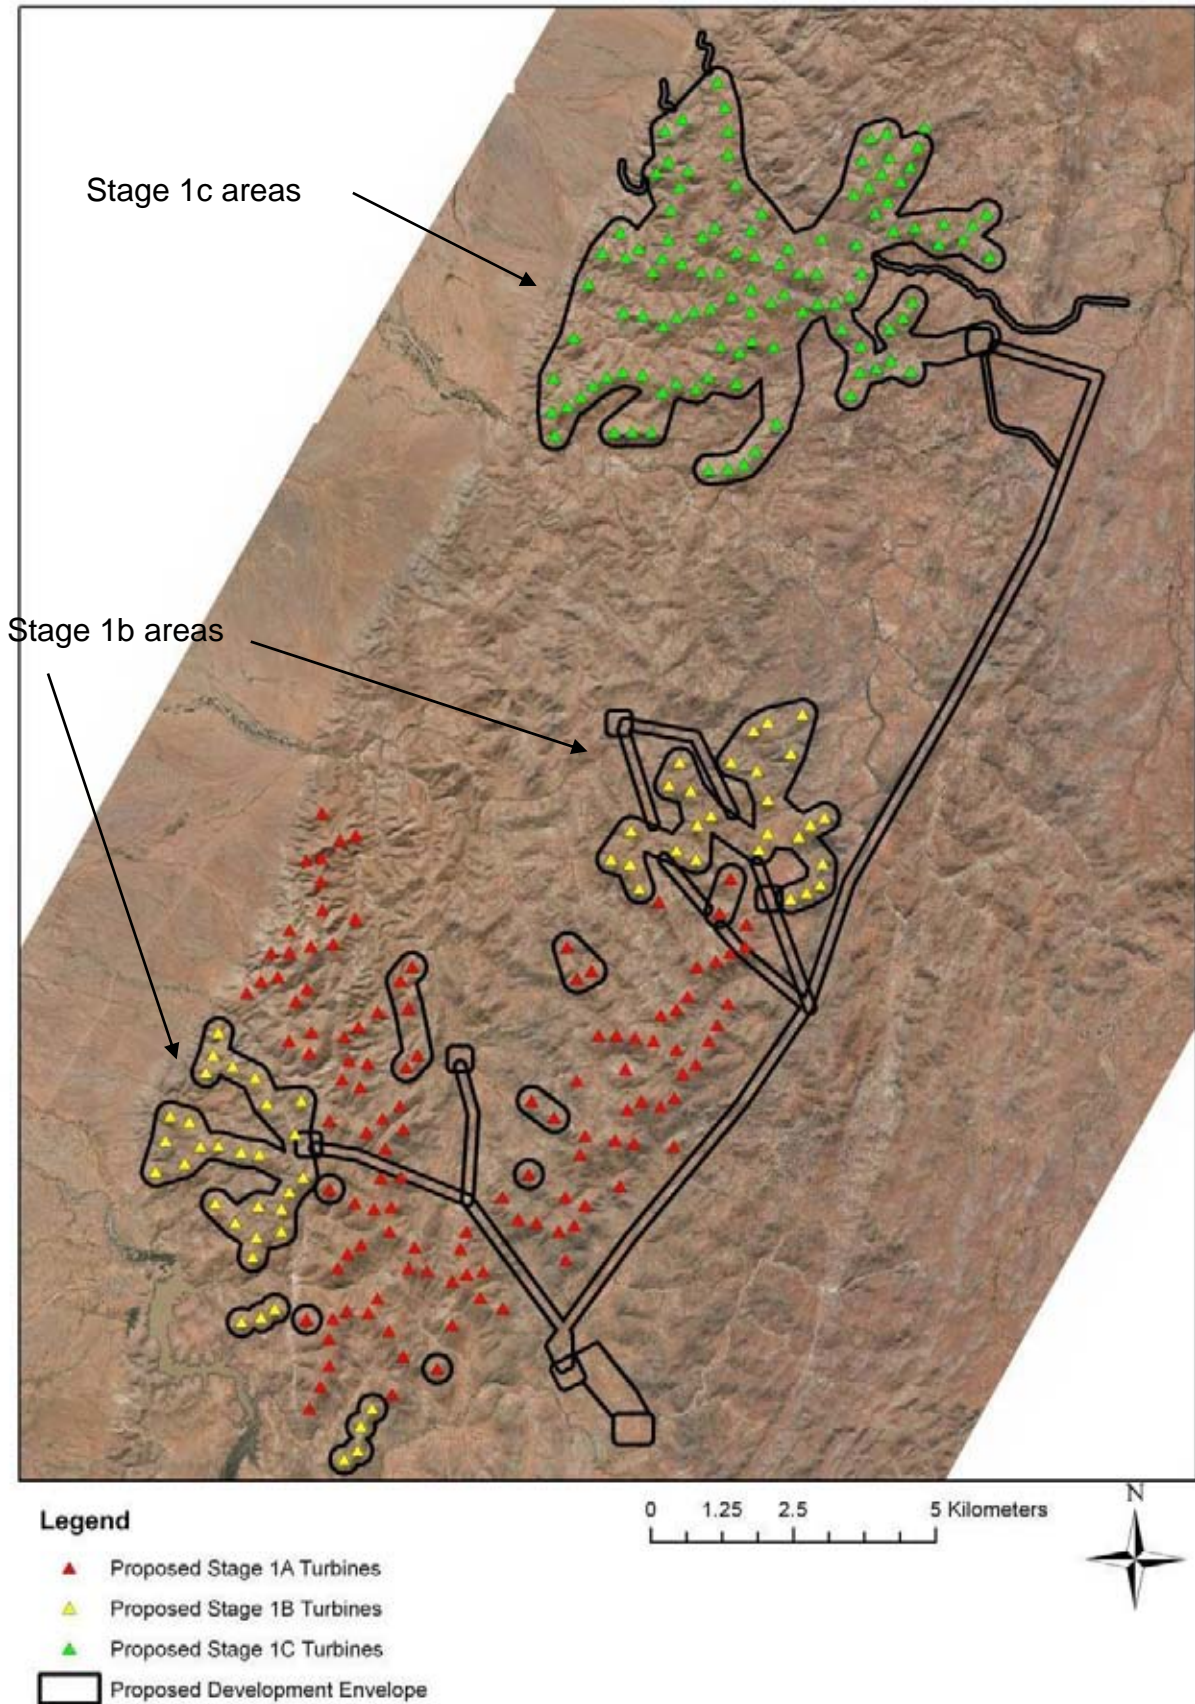 Stage 1c areas
Stage 1b areas
Legend
Proposed Stage 1A Turbines
Proposed Stage 1B Turbines
Proposed Stage 1C Turbines
Proposed Development Envelope
0 1.25 2.5 5 Kilometers
N